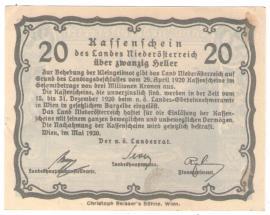 Kassenschein
des Landes Niederösterreich
über zwanzig Heller
20
20
Zur Behebung der Kleingeldnot gibt das Land Niederösterreich auf
Grund des Landtagsbeschlusses vom 29. April 1920 Kassenscheine im
Gesamtbetrage von drei Millionen Kronen aus.
Die Kassenscheine, die unverzinslich sind, werden in der Zeit vom
15. bis 31. Dezember 1920 beim n. ö. Landes-Obereinnehmeramte
in Wien in gesetzliches Bargeld eingelöst.
Das Land Niederösterreich haftet für die Einlösung der Kassen-
scheine mit seinem ganzen beweglichen und unbeweglichen Vermögen.
Die Nachahmung der Kassenscheine wird gesetzlich bestraft.
Wien, im Mai 1920.
Der n. ö. Landesrat.
Landeshauptmann.
Finanzreferent.
Christoph Reisser's Söhne, Wien.